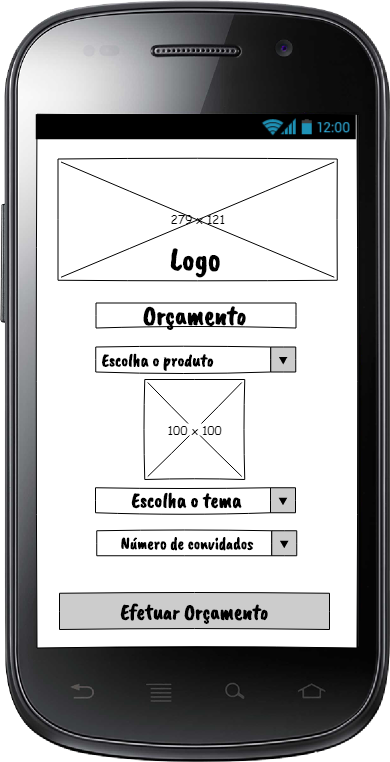 12:00
279 x 121
Logo
Orçamento
Escolha o produto
100 x 100
Escolha o tema
Número de convidados
Efetuar Orçamento